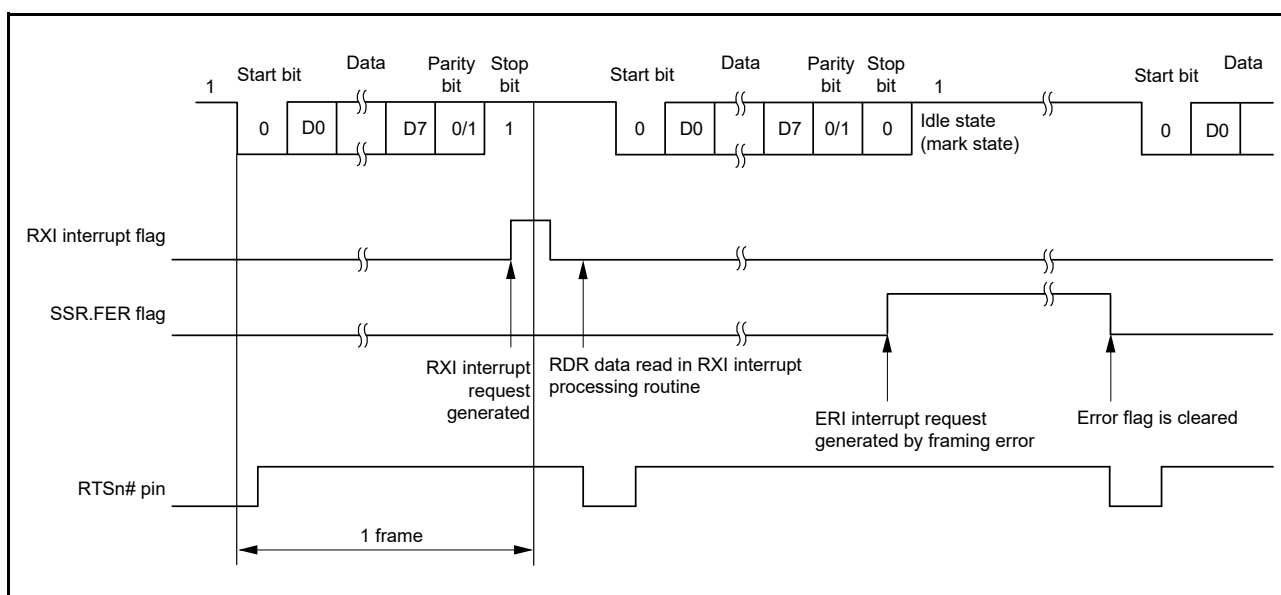 1
Start bit
Data
Parity
bit
Stop
bit
Start bit
Data
Parity
bit
Stop
bit
1
Start bit
Data
0
D0
D7
0/1
1
0
D0
D7
0/1
0
Idle state
(mark state)
0
D0
RXI interrupt flag
SSR.FER flag
RXI interrupt
request
generated
RDR data read in RXI interrupt
processing routine
ERI interrupt request
generated by framing error
Error flag is cleared
RTSn# pin
1 frame